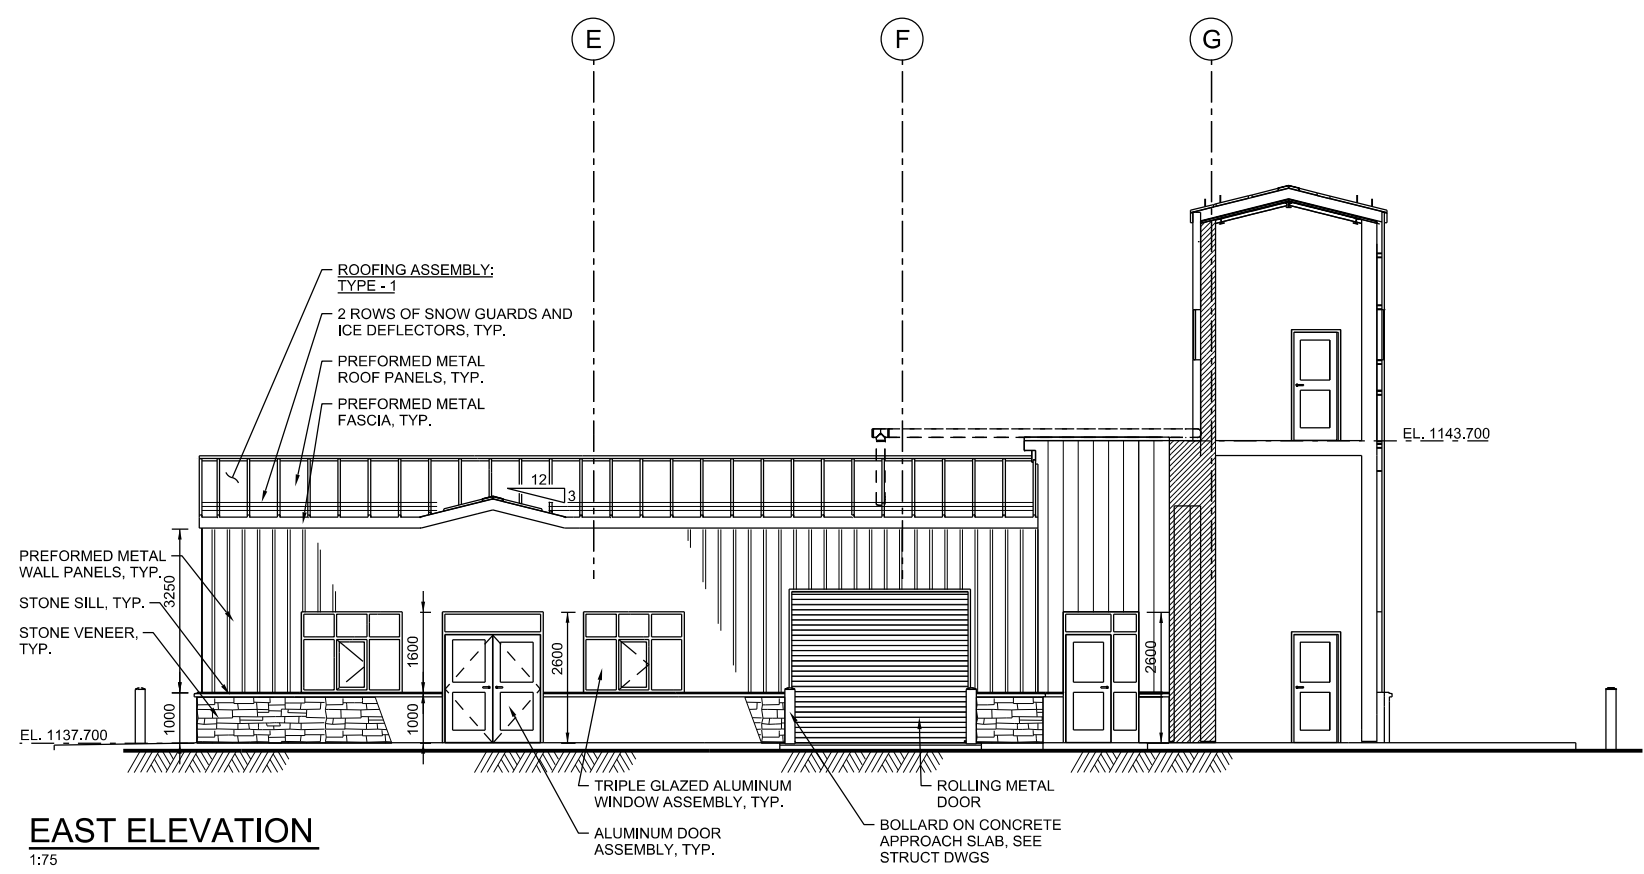 E
F
G
ROOFING ASSEMBLY:
TYPE - 1
2 ROWS OF SNOW GUARDS AND
ICE DEFLECTORS, TYP.
PREFORMED METAL
ROOF PANELS, TYP.
PREFORMED METAL
FASCIA, TYP.
EL. 1143.700
12
3
PREFORMED METAL
WALL PANELS, TYP.
STONE SILL, TYP.
STONE VENEER,
TYP.
3250
1000
1600
1000
2600
2600
EL. 1137.700
TRIPLE GLAZED ALUMINUM
WINDOW ASSEMBLY, TYP.
ALUMINUM DOOR
ASSEMBLY, TYP.
ROLLING METAL
DOOR
BOLLARD ON CONCRETE
APPROACH SLAB, SEE
STRUCT DWGS
EAST ELEVATION
1:75